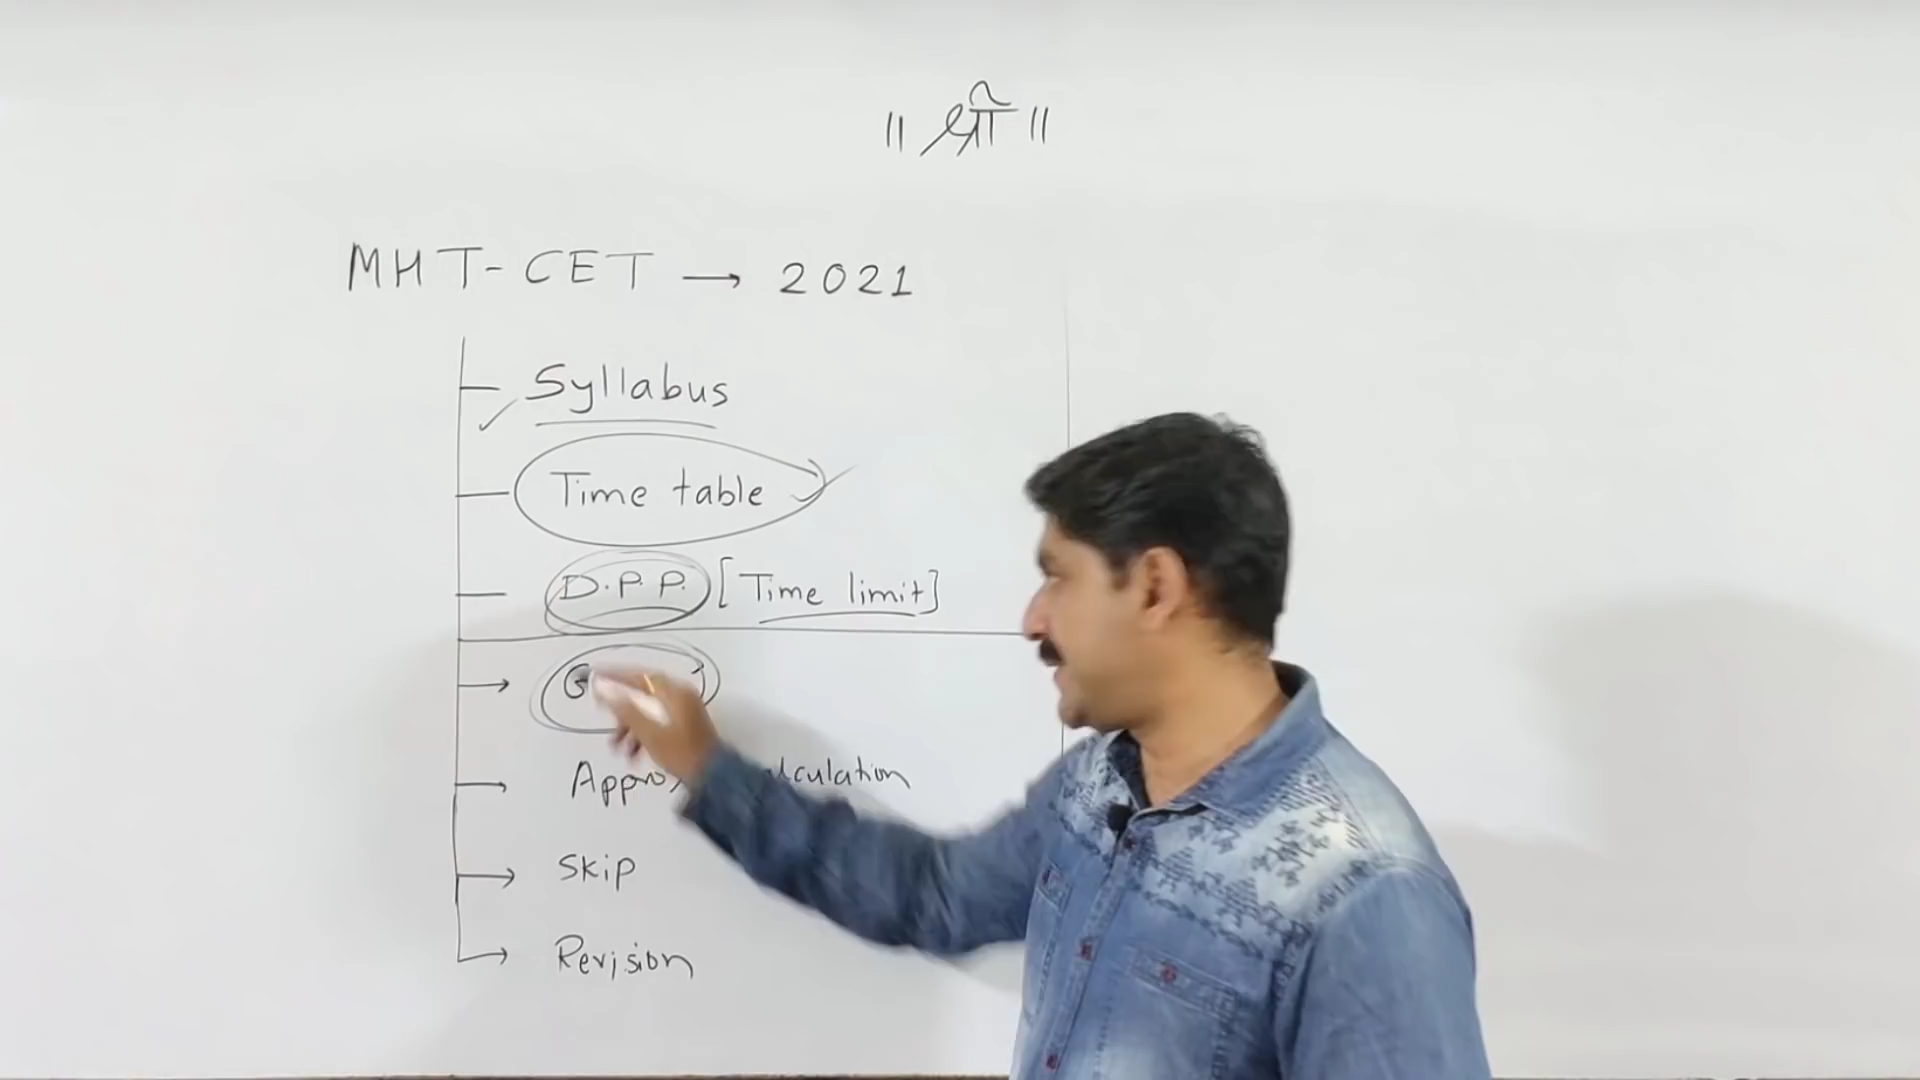 ॥ श्री ॥
MHT-CET → 2021
Syllabus
Time table
D.P.P. [Time limit]
Skip
Revision